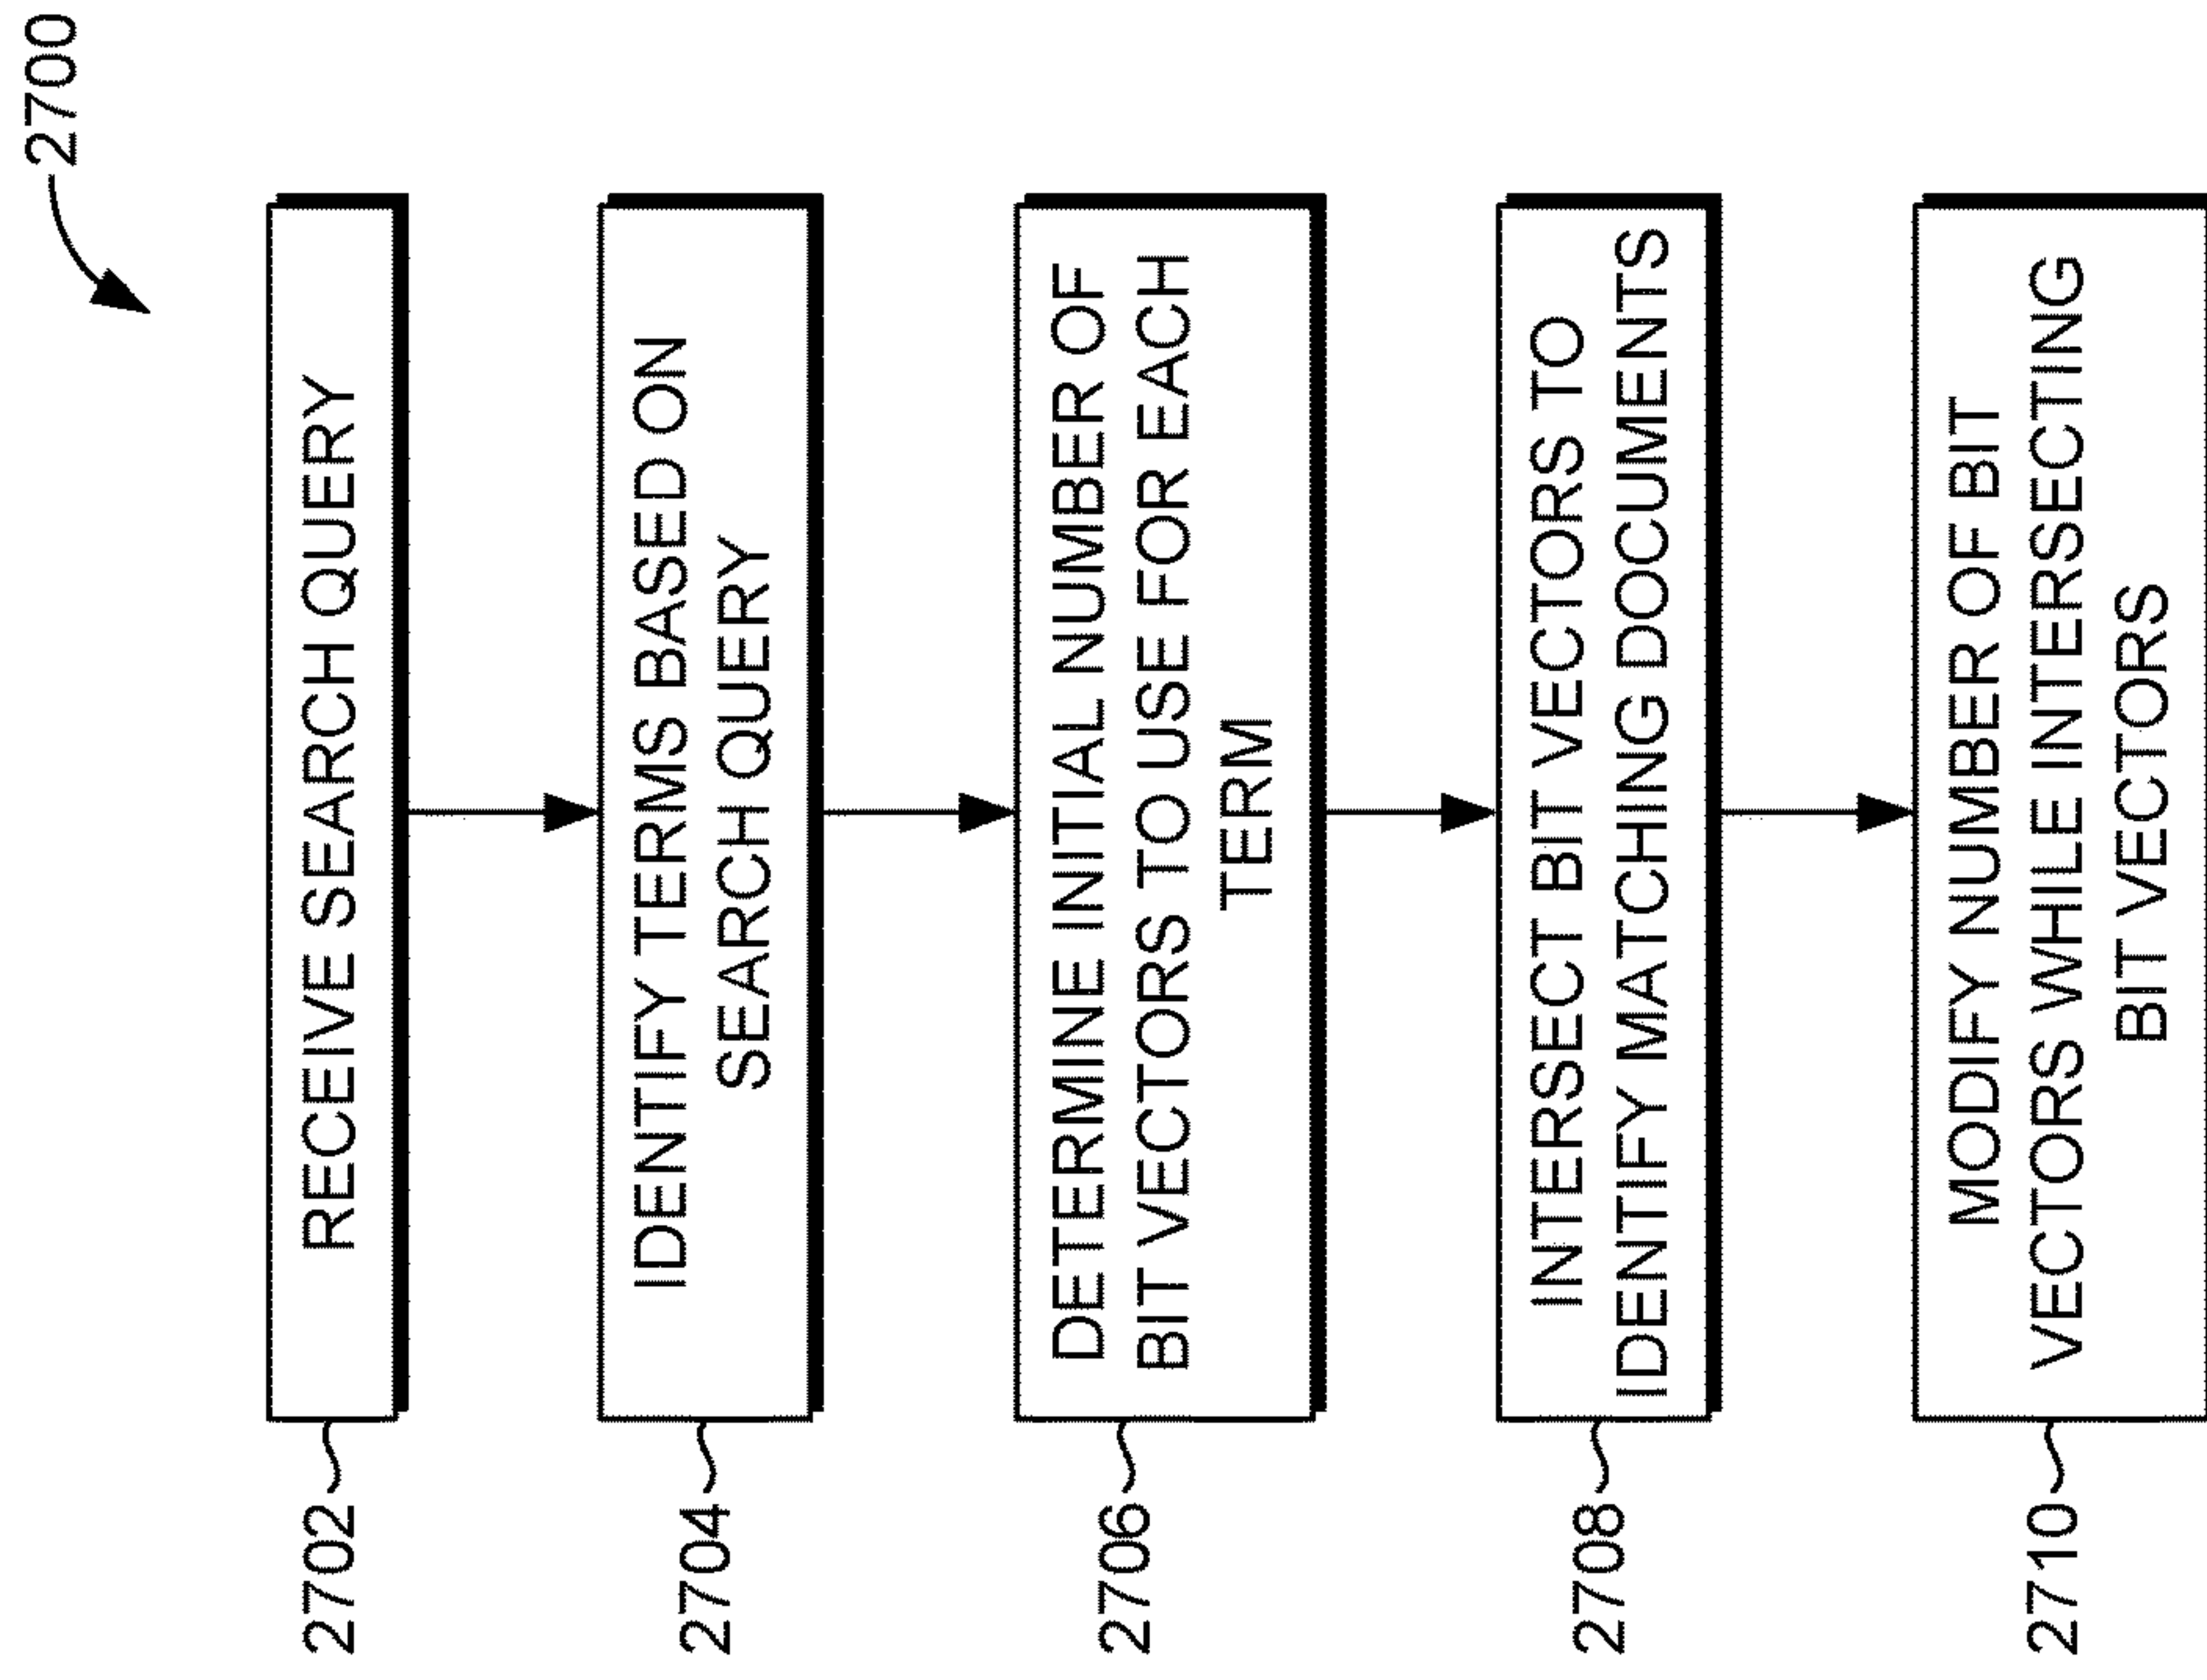 2700
2702
RECEIVE SEARCH QUERY
2704
IDENTIFY TERMS BASED ON
SEARCH QUERY
2706
DETERMINE INITIAL NUMBER OF
BIT VECTORS TO USE FOR EACH
TERM
2708
INTERSECT BIT VECTORS TO
IDENTIFY MATCHING DOCUMENTS
2710
MODIFY NUMBER OF BIT
VECTORS WHILE INTERSECTING
BIT VECTORS